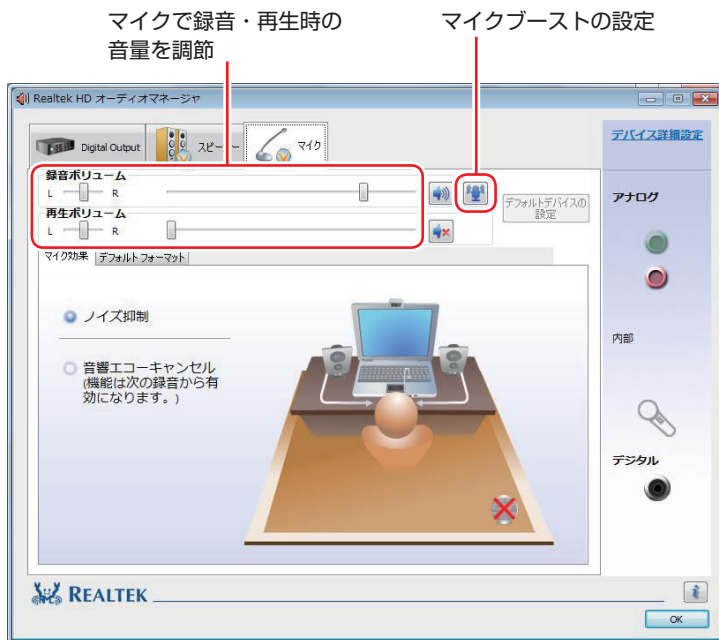 マイクで録音・再生時の
音量を調節
マイクブーストの設定
Realtek HD オーディオマネージャ
Digital Output
スピーカー
マイク
デバイス詳細設定
録音ボリューム
L R
デフォルトデバイスの
設定
再生ボリューム
L R
アナログ
マイク効果 デフォルトフォーマット
ノイズ抑制
音響エコーキャンセル
(機能は次の録音から有
効になります。)
内部
デジタル
REALTEK
i
OK